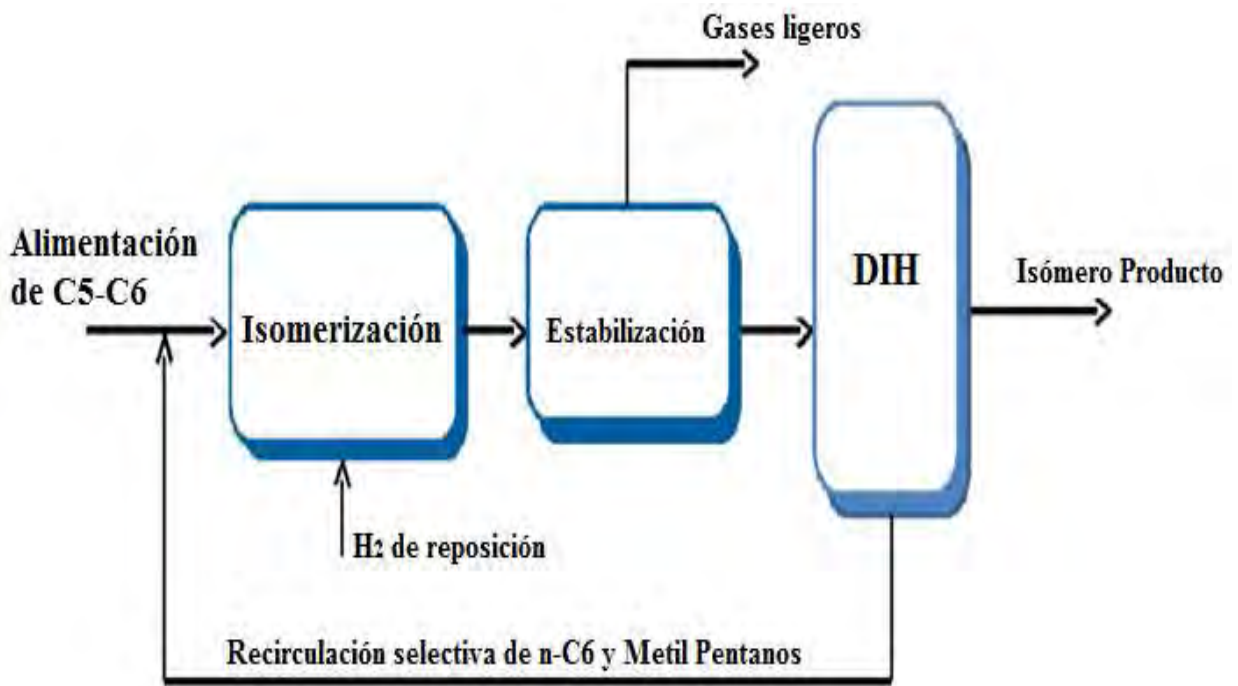 Gases ligeros
Alimentación
de C5-C6
Isomerización
Estabilización
DIH
Isómero Producto
H2 de reposición
Recirculación selectiva de n-C6 y Metil Pentanos